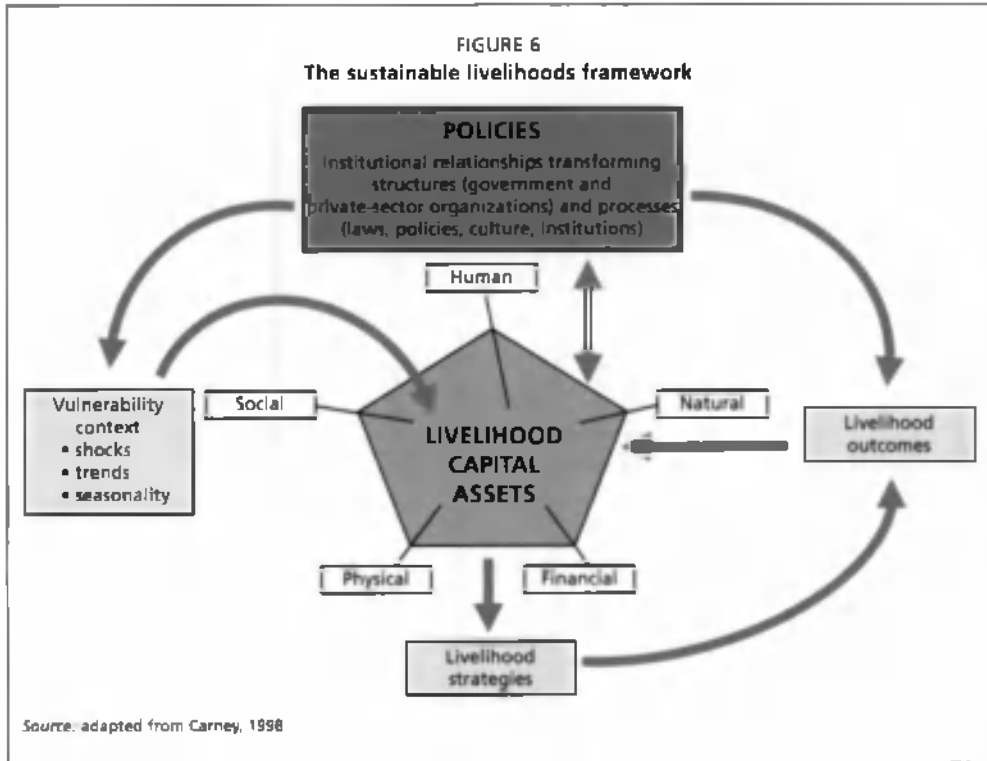 FIGURE 6
The sustainable livelihoods framework
POLICIES
Institutional relationships transforming
structures (government and
private-sector organizations) and processes
(laws, policies, culture, institutions)
Human
Social
Natural
Vulnerability
context
• shocks
• trends
• seasonality
LIVELIHOOD
CAPITAL
ASSETS
Livelihood
outcomes
Physical
Financial
Livelihood
strategies
Source: adapted from Carney, 1998